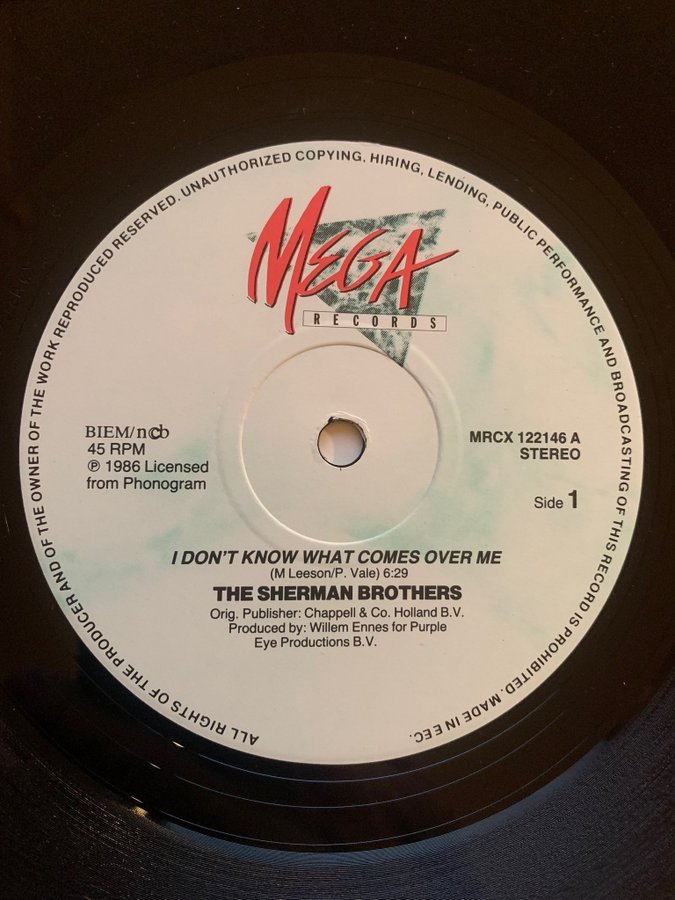 ALL RIGHTS OF THE PRODUCER AND OF THE OWNER OF THE WORK REPRODUCED RESERVED. UNAUTHORIZED COPYING, HIRING, LENDING, PUBLIC PERFORMANCE AND BROADCASTING OF THIS RECORD IS PROHIBITED. MADE IN EEC.
MEGA
RECORDS
BIEM/ncb
45 RPM
℗ 1986 Licensed
from Phonogram
MRCX 122146 A
STEREO
Side 1
I DON'T KNOW WHAT COMES OVER ME
(M Leeson/P. Vale) 6:29
THE SHERMAN BROTHERS
Orig. Publisher: Chappell & Co. Holland B.V.
Produced by: Willem Ennes for Purple
Eye Productions B.V.